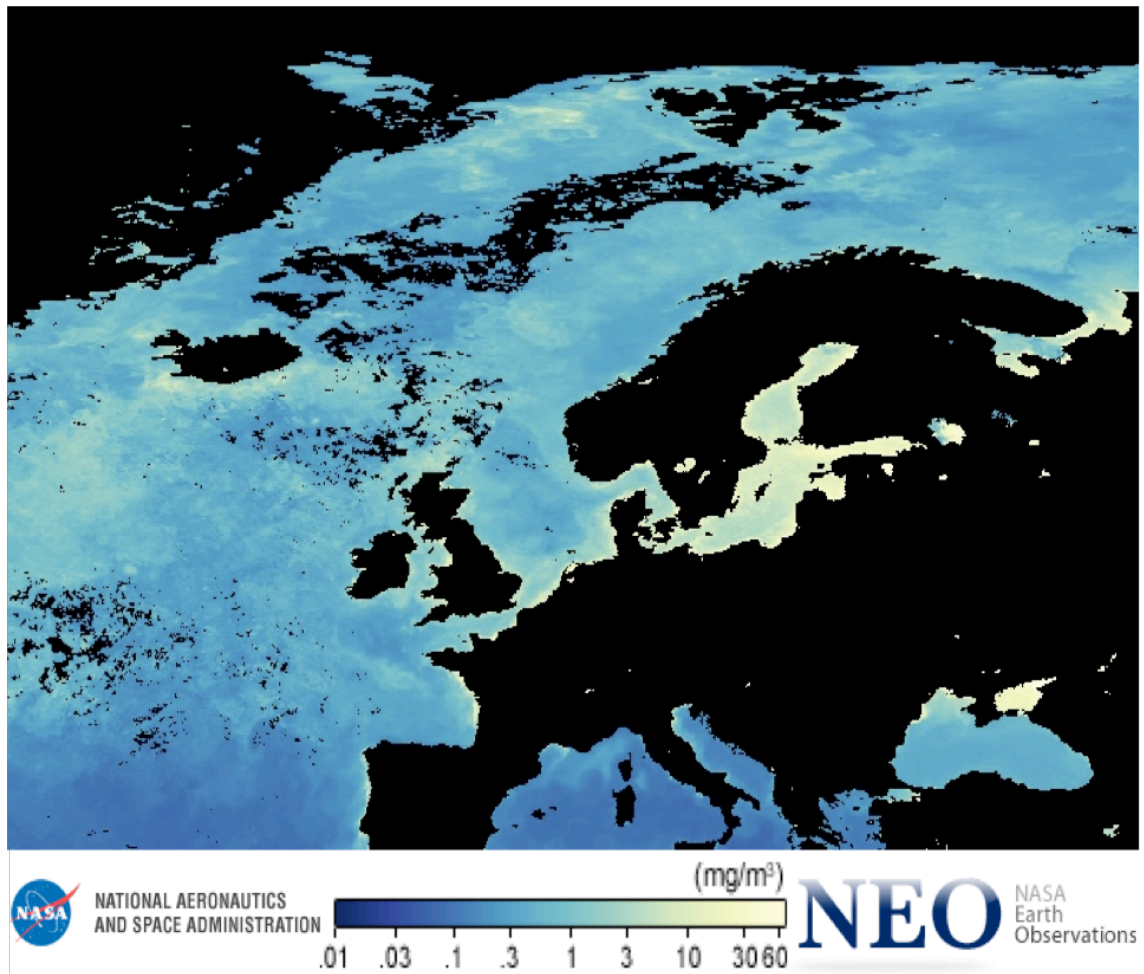 (mg/m³)
NASA
NATIONAL AERONAUTICS
AND SPACE ADMINISTRATION
.01 .03 .1 .3 1 3 10 30 60
NEO
NASA
Earth
Observations